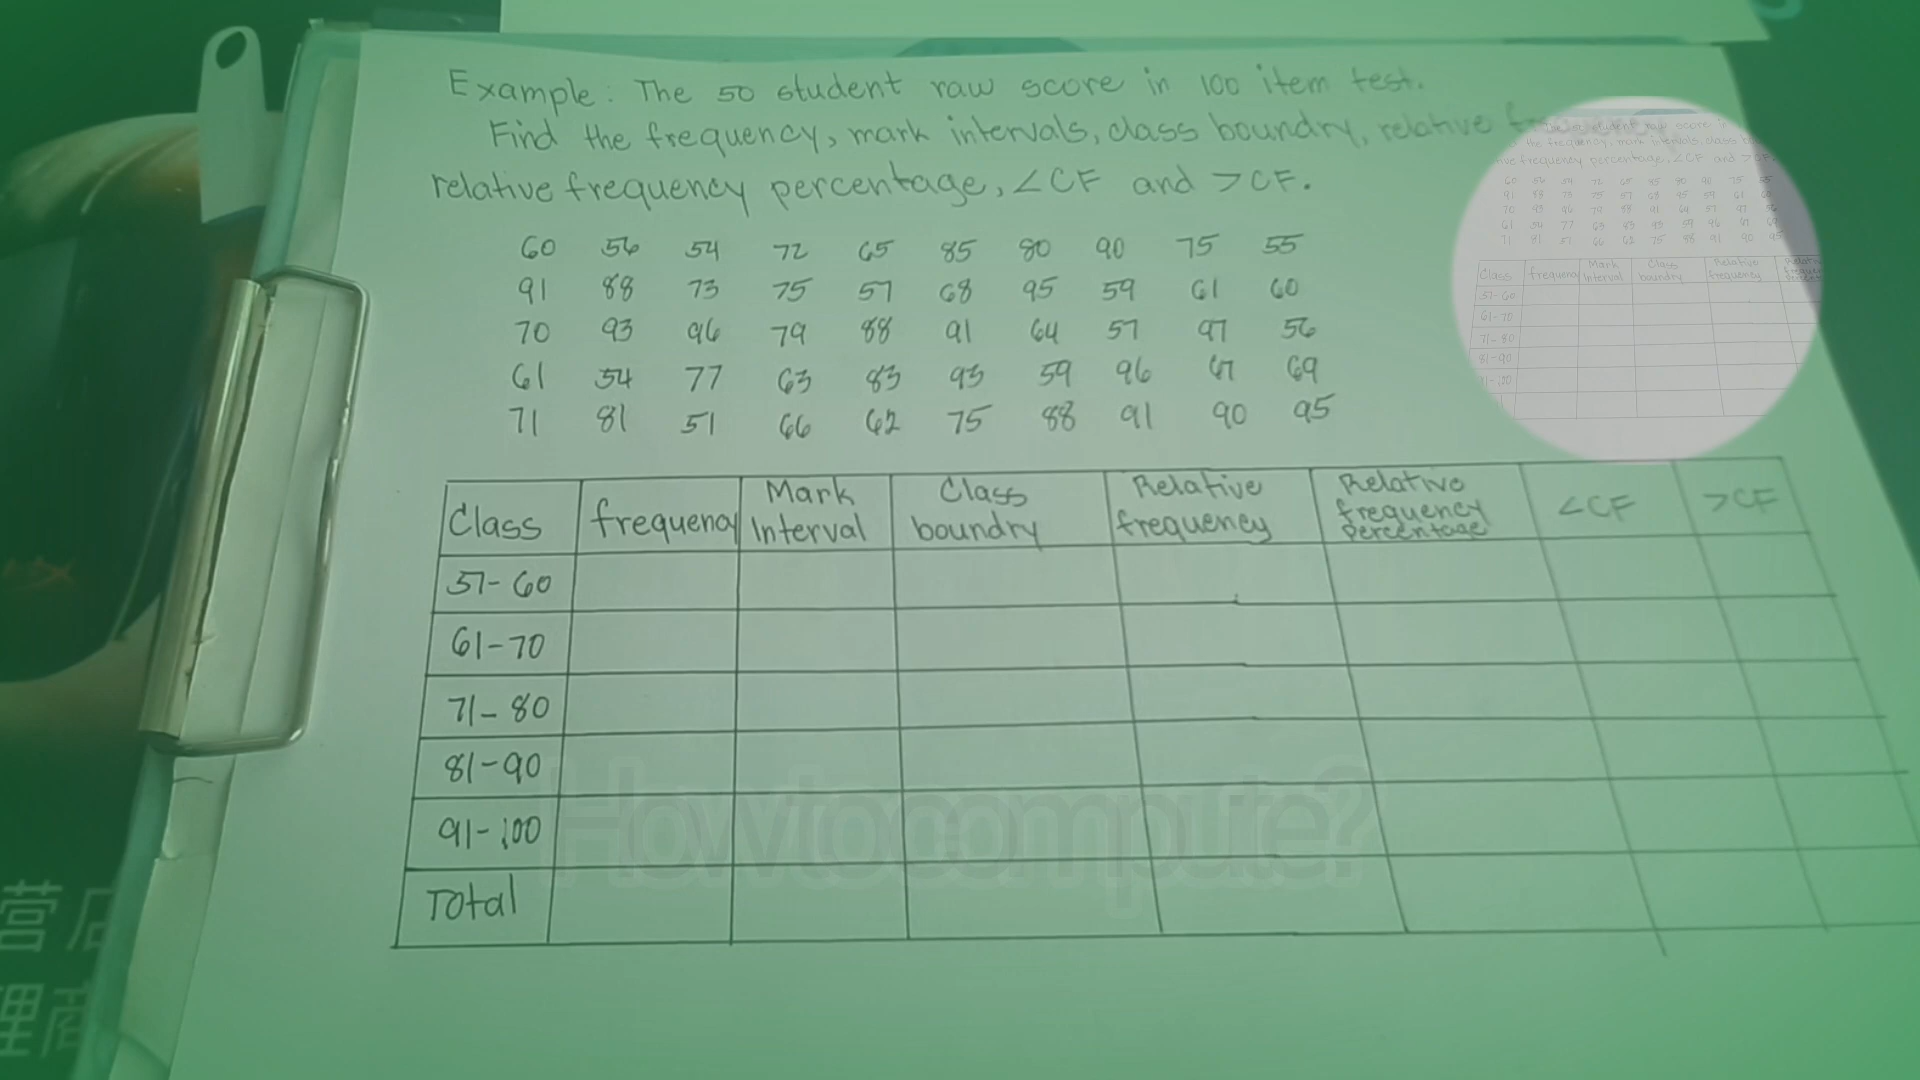 Example: The 50 student raw score in 100 item test.
Find the frequency, mark intervals, class boundry, relative
relative frequency percentage, <CF and >CF.
60 56 54 72 65 85 80 90 75 55
91 88 73 75 57 68 95 59 61 60
70 93 96 79 88 91 64 57 97 56
61 54 77 63 83 93 59 96 67 69
71 81 51 66 62 75 88 91 90 95
Class frequency Mark Interval Class boundry Relative frequency Relative frequency percentage <CF >CF
51-60
61-70
71-80
81-90
91-100
Total
How to compute?
营
理